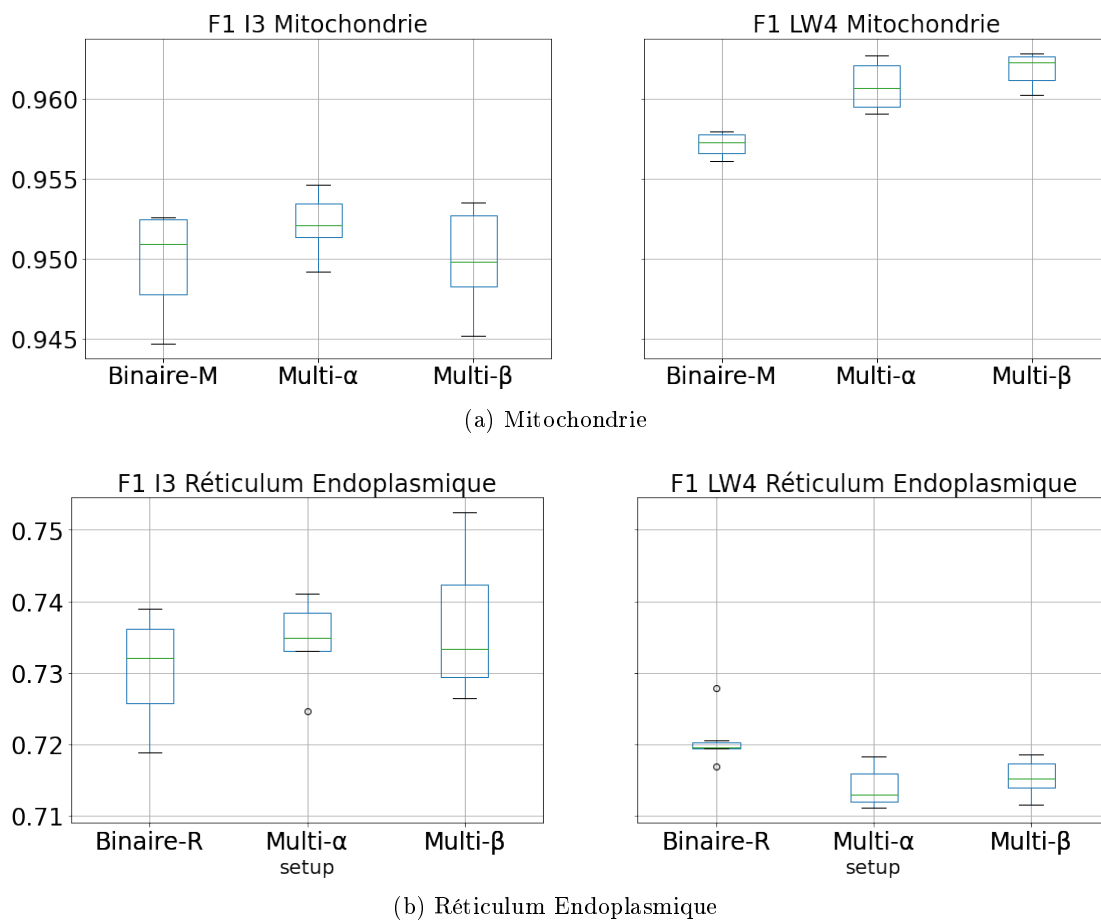 F1 I3 Mitochondrie
F1 LW4 Mitochondrie
0.960
0.955
0.950
0.945
Binaire-M Multi-α Multi-β
Binaire-M Multi-α Multi-β
(a) Mitochondrie
F1 I3 Réticulum Endoplasmique
F1 LW4 Réticulum Endoplasmique
0.75
0.74
0.73
0.72
0.71
Binaire-R Multi-α Multi-β
setup
Binaire-R Multi-α Multi-β
setup
(b) Réticulum Endoplasmique